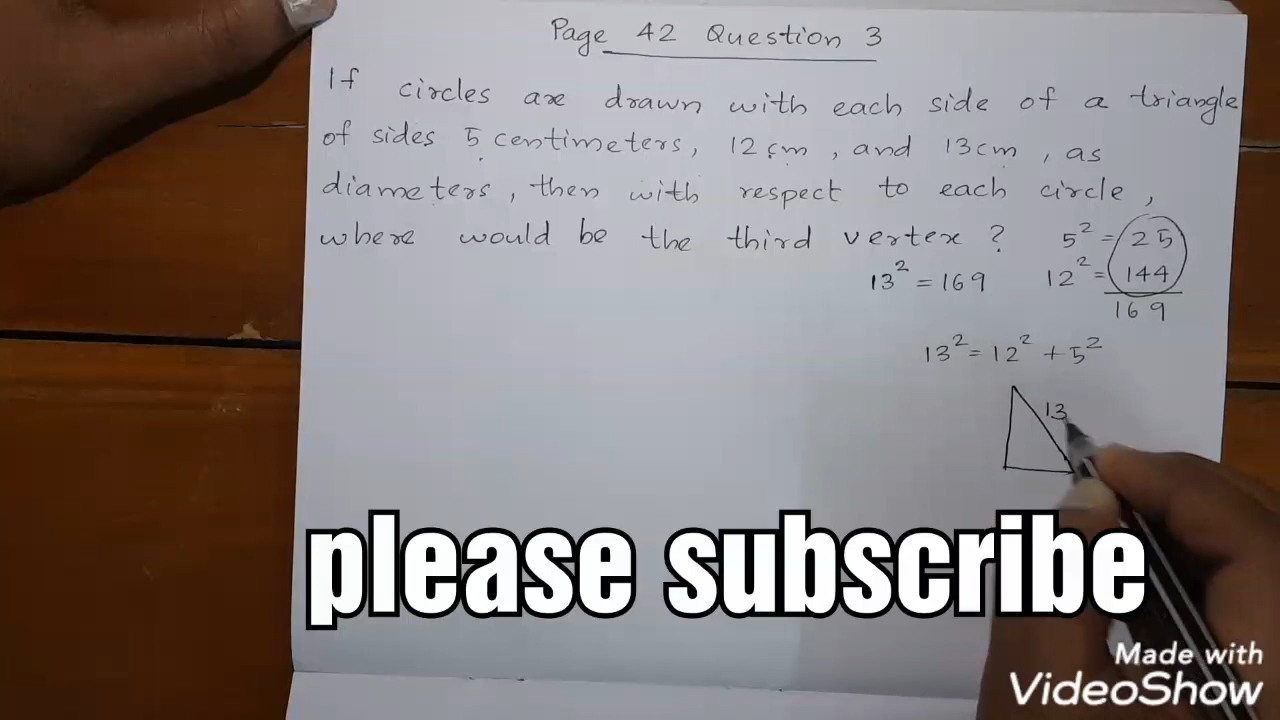 Page 42 Question 3
If circles are drawn with each side of a triangle
of sides 5 centimeters, 12 cm, and 13 cm, as
diameters, then with respect to each circle,
where would be the third vertex?
5² = 25
13² = 169
12² = 144
169
13² = 12² + 5²
13
please subscribe
Made with
VideoShow